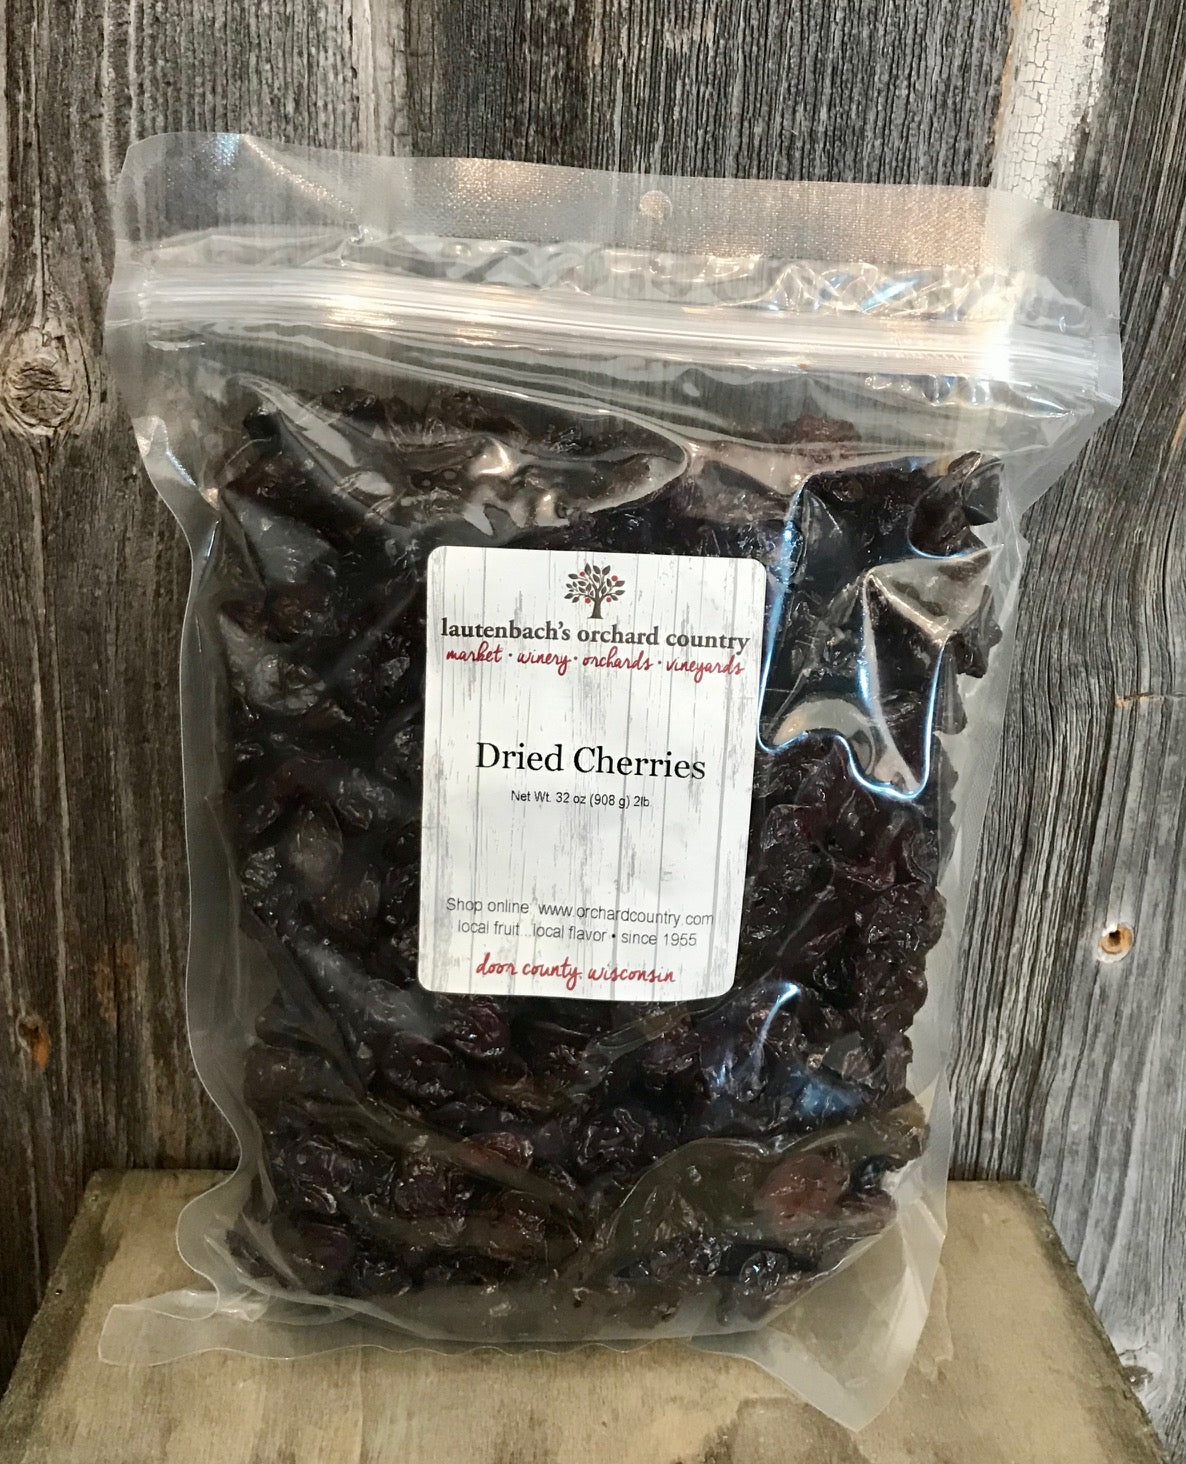 lautenbach's orchard country
market · winery · orchards · vineyards
Dried Cherries
Net Wt. 32 oz (908 g) 2lb
Shop online: www.orchardcountry.com
local fruit...local flavor • since 1955
door county, wisconsin